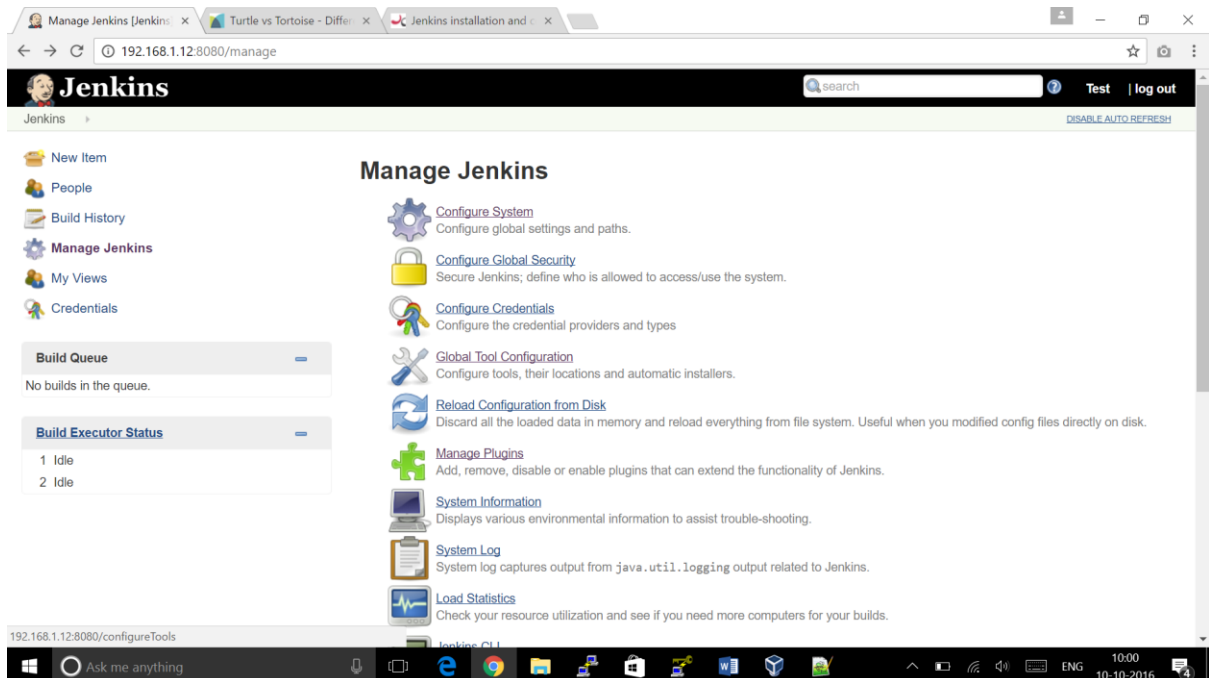 Manage Jenkins [Jenkins]
Turtle vs Tortoise - Differ
Jenkins installation and c
192.168.1.12:8080/manage
Jenkins
search
Test | log out
Jenkins
DISABLE AUTO REFRESH
New Item
People
Build History
Manage Jenkins
My Views
Credentials
Build Queue
No builds in the queue.
Build Executor Status
1 Idle
2 Idle
Manage Jenkins
Configure System
Configure global settings and paths.
Configure Global Security
Secure Jenkins; define who is allowed to access/use the system.
Configure Credentials
Configure the credential providers and types
Global Tool Configuration
Configure tools, their locations and automatic installers.
Reload Configuration from Disk
Discard all the loaded data in memory and reload everything from file system. Useful when you modified config files directly on disk.
Manage Plugins
Add, remove, disable or enable plugins that can extend the functionality of Jenkins.
System Information
Displays various environmental information to assist trouble-shooting.
System Log
System log captures output from java.util.logging output related to Jenkins.
Load Statistics
Check your resource utilization and see if you need more computers for your builds.
Jenkins CLI
192.168.1.12:8080/configureTools
Ask me anything
ENG
10:00
10-10-2016
4